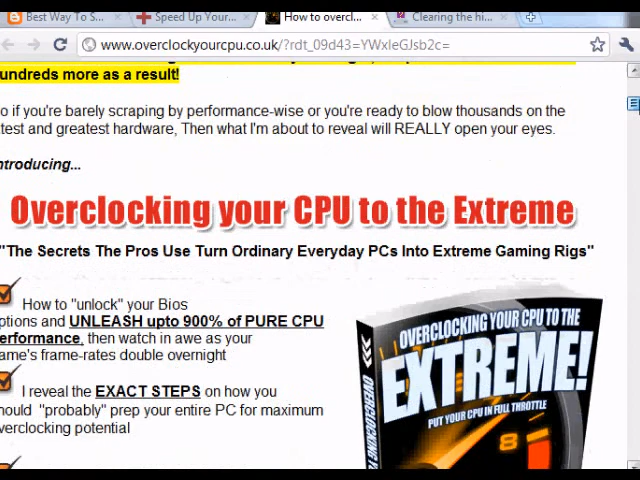 Best Way To S
Speed Up Your
How to overcl
Clearing the hi
www.overclockyourcpu.co.uk/?rdt_09d43=YWxleGJsb2c=
undreds more as a result!
o if you're barely scraping by performance-wise or you're ready to blow thousands on the
test and greatest hardware, Then what I'm about to reveal will REALLY open your eyes.
ntroducing...
Overclocking your CPU to the Extreme
"The Secrets The Pros Use Turn Ordinary Everyday PCs Into Extreme Gaming Rigs"
How to "unlock" your Bios
ptions and UNLEASH upto 900% of PURE CPU
erformance, then watch in awe as your
ame's frame-rates double overnight
I reveal the EXACT STEPS on how you
hould "probably" prep your entire PC for maximum
verclocking potential
OVERCLOCKING YOUR CPU TO THE
EXTREME!
PUT YOUR CPU IN FULL THROTTLE
8
OVERCLOCKING